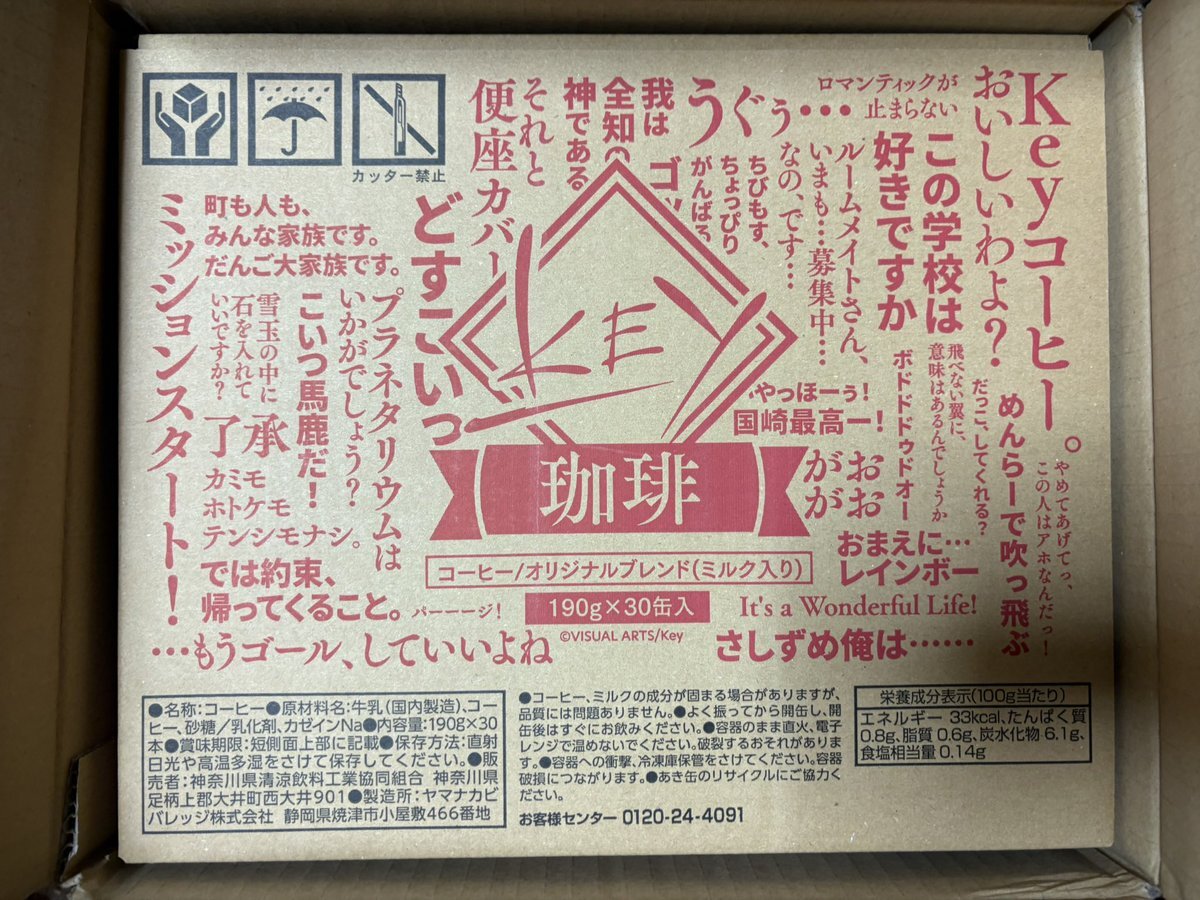 カッター禁止
Keyコーヒー。
おいしいわよ?
ロマンティックが
止まらない
この学校は
好きですか
うぐぅ…
ルームメイトさん、
いまも…募集中…
なの、です…
我は
全知の
神である
ちびもす、
ちょっぴり
がんばる
それと
便座カバー
どすこいっ
町も人も、
みんな家族です。
だんご大家族です。
ミッションスタート!
プラネタリウムは
いかがでしょう?
こいつ馬鹿だ!
雪玉の中に
石を入れて
いいですか?
了承
カミモ
ホトケモ
テンシモナシ。
では約束、
帰ってくること。
パーーージ!
…もうゴール、していいよね
KEY
珈琲
やっほーぅ!
国崎最高ー!
飛べない翼に、
意味はあるんでしょうか
ボドドドゥドオー
だっこ、してくれる?
めんらーで吹っ飛ぶ
やめてあげてっ、
この人はアホなんだっー!
がお
がお
おまえに…
レインボー
It's a Wonderful Life!
さしずめ俺は……
コーヒー/オリジナルブレンド(ミルク入り)
190g×30缶入
©VISUAL ARTS/Key
●名称:コーヒー●原材料名:牛乳(国内製造)、コー
ヒー、砂糖/乳化剤、カゼインNa●内容量:190g×30
本●賞味期限:短側面上部に記載●保存方法:直射
日光や高温多湿をさけて保存してください。●販
売者:神奈川県清涼飲料工業協同組合 神奈川県
足柄上郡大井町西大井901●製造所:ヤマナカビ
バレッジ株式会社 静岡県焼津市小屋敷466番地
●コーヒー、ミルクの成分が固まる場合がありますが、
品質には問題ありません。●よく振ってから開缶し、開
缶後はすぐにお飲みください。●容器のまま直火、電子
レンジで温めないでください。破裂するおそれがありま
す。●容器への衝撃、冷凍庫保管をさけてください。容器
破損につながります。●あき缶のリサイクルにご協力く
ださい。
お客様センター 0120-24-4091
栄養成分表示(100g当たり)
エネルギー 33kcal、たんぱく質
0.8g、脂質 0.6g、炭水化物 6.1g、
食塩相当量 0.14g